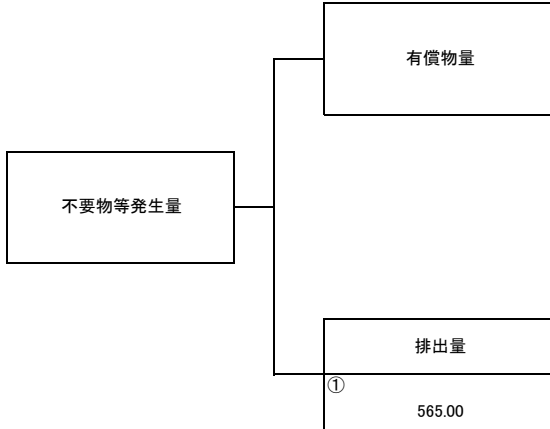 有償物量
不要物等発生量
排出量
①
565.00